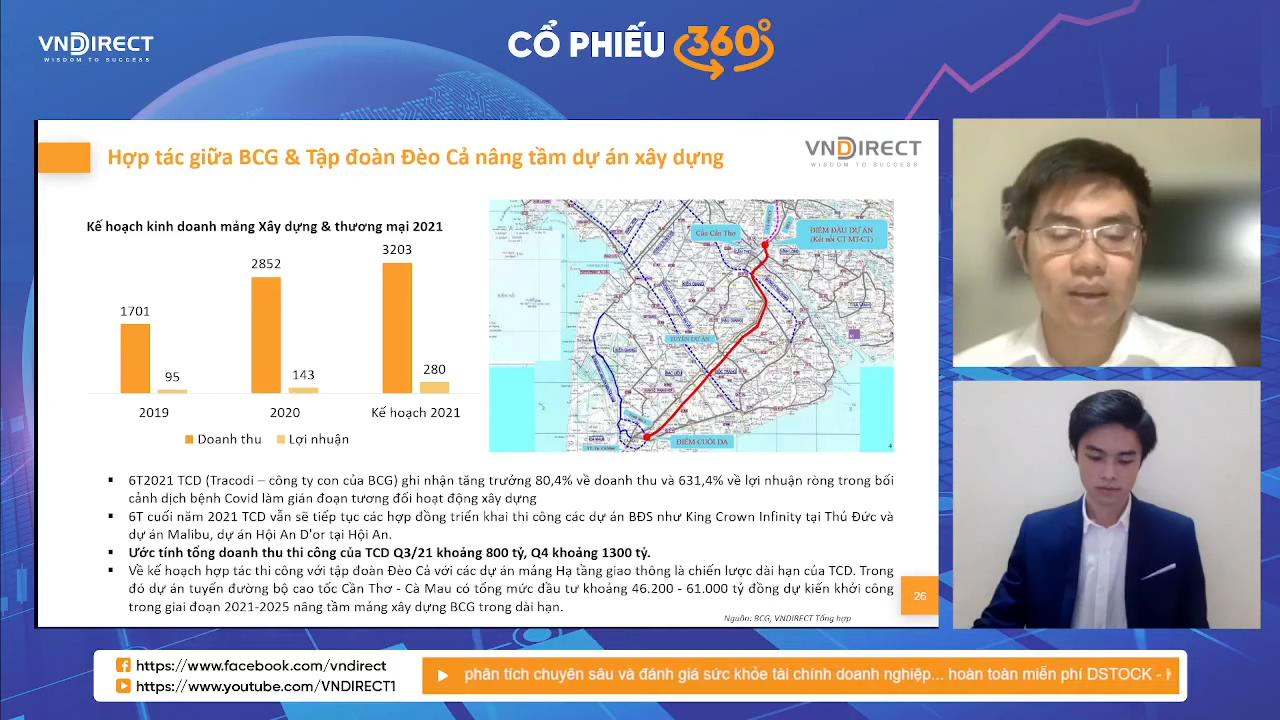 VNDIRECT
WISDOM TO SUCCESS
CỔ PHIẾU 360°
Hợp tác giữa BCG & Tập đoàn Đèo Cả nâng tầm dự án xây dựng
VNDIRECT
WISDOM TO SUCCESS
Kế hoạch kinh doanh mảng Xây dựng & thương mại 2021
1701
95
2852
143
3203
280
2019
2020
Kế hoạch 2021
Doanh thu
Lợi nhuận
Cầu Cần Thơ
ĐIỂM ĐẦU DỰ ÁN
(Kết nối CT MT-CT)
TUYẾN DỰ ÁN
ĐIỂM CUỐI DA
4
▪ 6T2021 TCD (Tracodi – công ty con của BCG) ghi nhận tăng trưởng 80,4% về doanh thu và 631,4% về lợi nhuận ròng trong bối
cảnh dịch bệnh Covid làm gián đoạn tương đối hoạt động xây dựng
▪ 6T cuối năm 2021 TCD vẫn sẽ tiếp tục các hợp đồng triển khai thi công các dự án BĐS như King Crown Infinity tại Thủ Đức và
dự án Malibu, dự án Hội An D'or tại Hội An.
▪ Ước tính tổng doanh thu thi công của TCD Q3/21 khoảng 800 tỷ, Q4 khoảng 1300 tỷ.
▪ Về kế hoạch hợp tác thi công với tập đoàn Đèo Cả với các dự án mảng Hạ tầng giao thông là chiến lược dài hạn của TCD. Trong
đó dự án tuyến đường bộ cao tốc Cần Thơ - Cà Mau có tổng mức đầu tư khoảng 46.200 - 61.000 tỷ đồng dự kiến khởi công
trong giai đoạn 2021-2025 nâng tầm mảng xây dựng BCG trong dài hạn.
26
Nguồn: BCG, VNDIRECT Tổng hợp
https://www.facebook.com/vndirect
https://www.youtube.com/VNDIRECT1
phân tích chuyên sâu và đánh giá sức khỏe tài chính doanh nghiệp... hoàn toàn miễn phí DSTOCK -